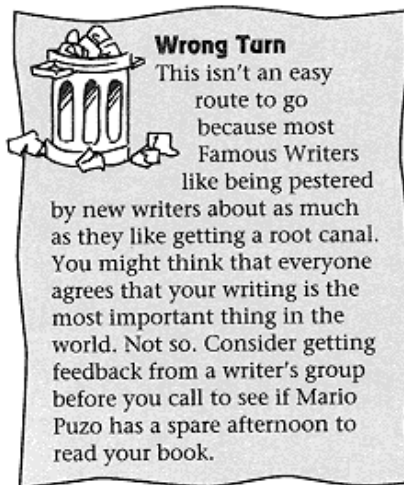 Wrong Turn
This isn't an easy
route to go
because most
Famous Writers
like being pestered
by new writers about as much
as they like getting a root canal.
You might think that everyone
agrees that your writing is the
most important thing in the
world. Not so. Consider getting
feedback from a writer's group
before you call to see if Mario
Puzo has a spare afternoon to
read your book.